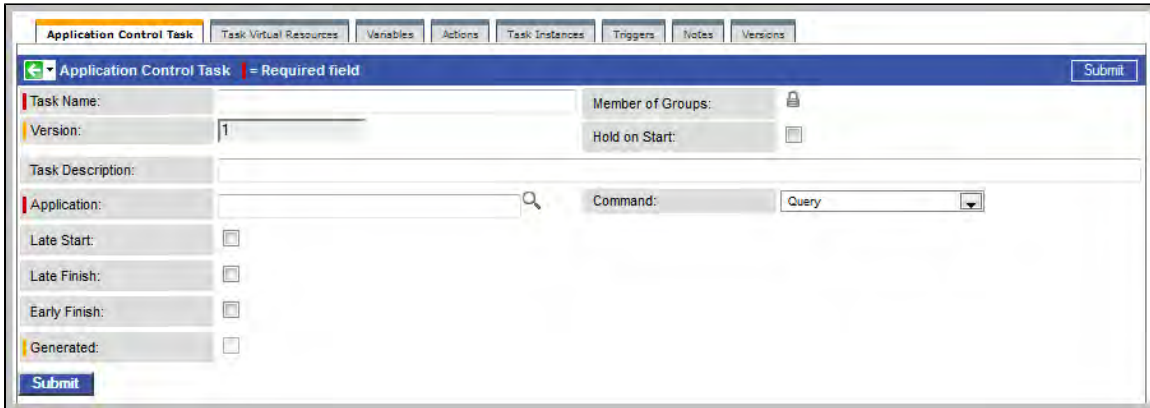 Application Control Task Task Virtual Resources Variables Actions Task Instances Triggers Notes Versions
Application Control Task = Required field Submit
Task Name: Member of Groups:
Version: 1 Hold on Start:
Task Description:
Application: Command: Query
Late Start:
Late Finish:
Early Finish:
Generated:
Submit